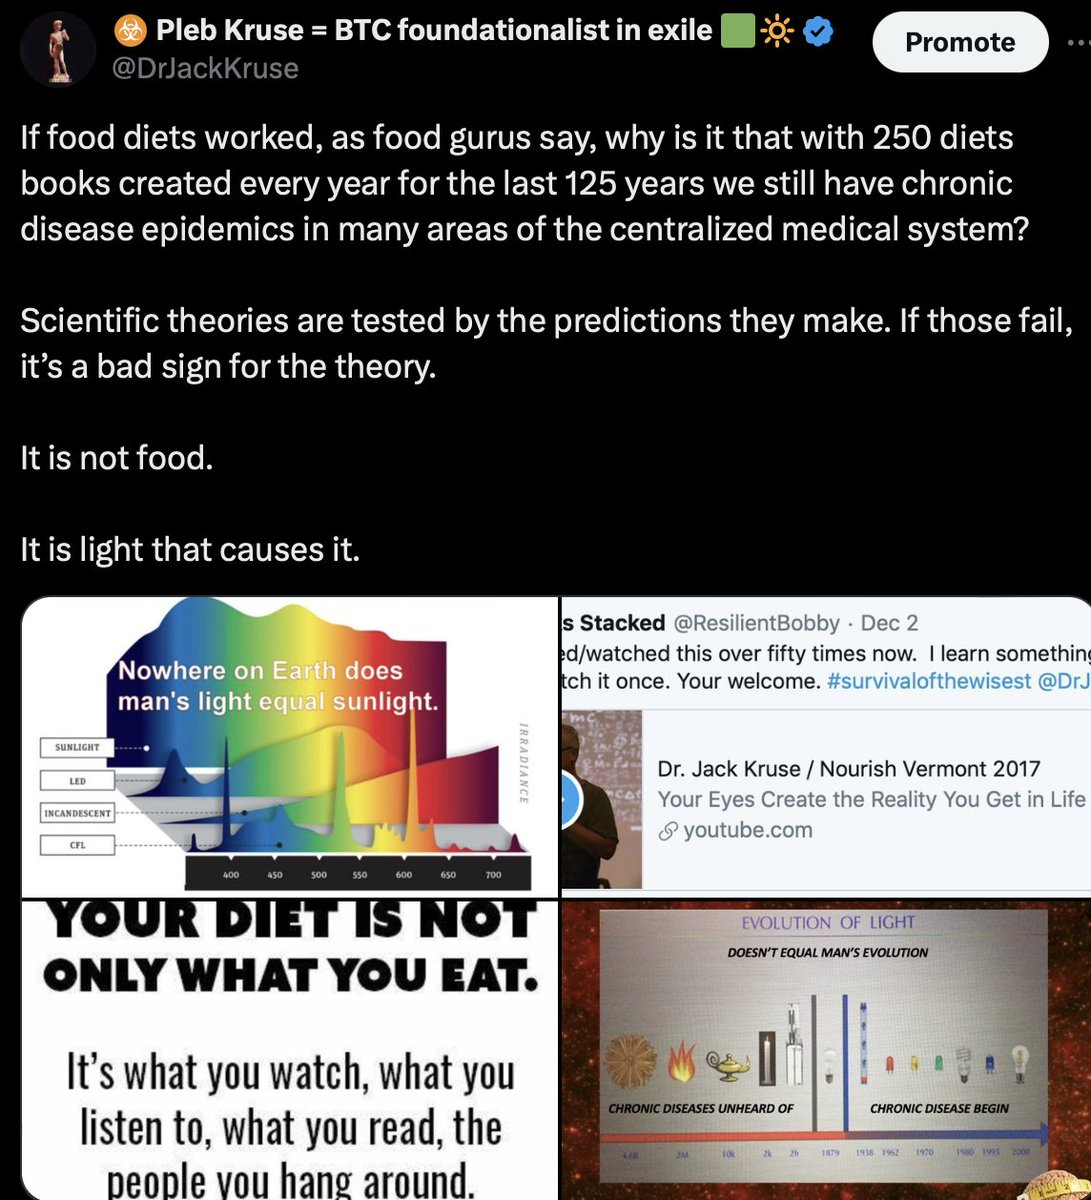 Pleb Kruse = BTC foundationalist in exile
@DrJackKruse
Promote
If food diets worked, as food gurus say, why is it that with 250 diets
books created every year for the last 125 years we still have chronic
disease epidemics in many areas of the centralized medical system?
Scientific theories are tested by the predictions they make. If those fail,
it’s a bad sign for the theory.
It is not food.
It is light that causes it.
Nowhere on Earth does
man's light equal sunlight.
SUNLIGHT
LED
INCANDESCENT
CFL
IRRADIANCE
400 450 500 550 600 650 700
s Stacked @ResilientBobby · Dec 2
ed/watched this over fifty times now. I learn something
tch it once. Your welcome. #survivalofthewisest @DrJ
Dr. Jack Kruse / Nourish Vermont 2017
Your Eyes Create the Reality You Get in Life
youtube.com
YOUR DIET IS NOT
ONLY WHAT YOU EAT.
It’s what you watch, what you
listen to, what you read, the
people you hang around.
EVOLUTION OF LIGHT
DOESN'T EQUAL MAN'S EVOLUTION
CHRONIC DISEASES UNHEARD OF
CHRONIC DISEASE BEGIN
4.6B 2M 10k 2k 2h 1879 1938 1962 1970 1980 1995 2000